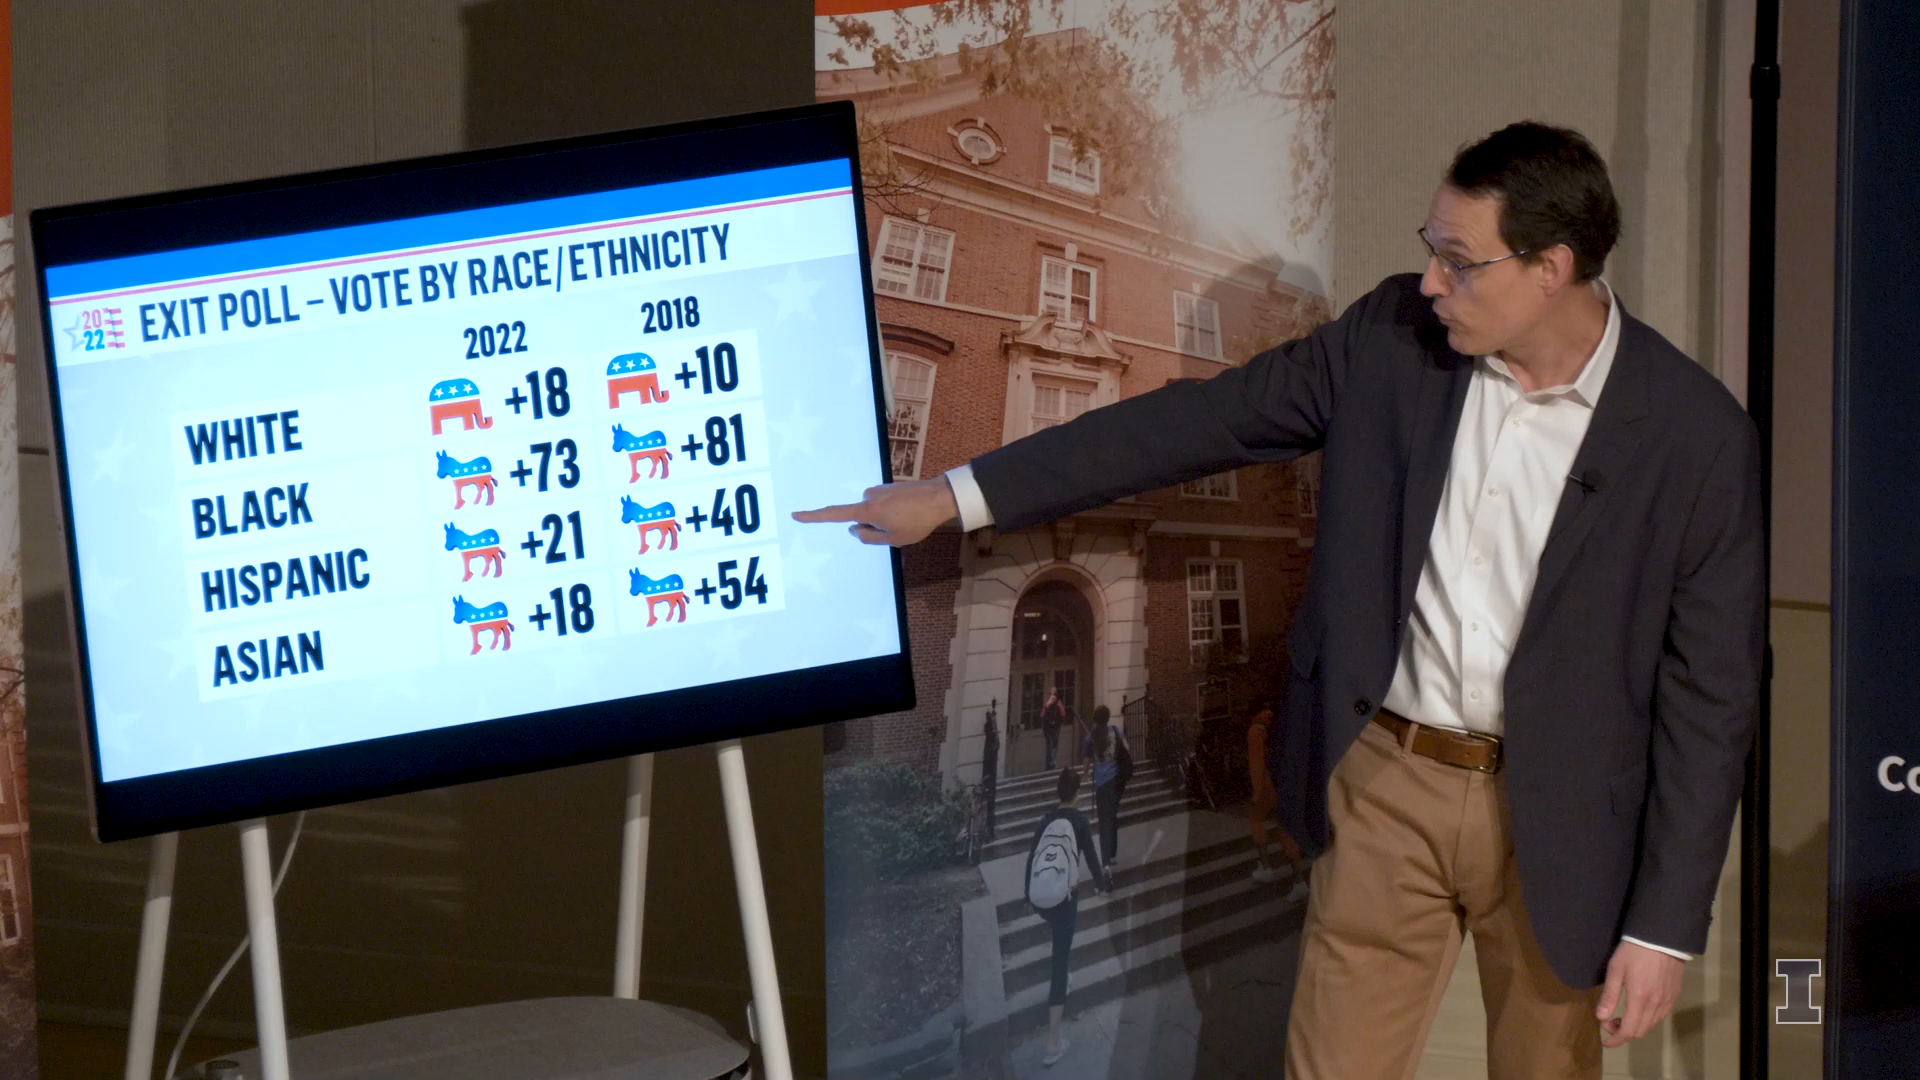 EXIT POLL – VOTE BY RACE/ETHNICITY
20
22
2022 2018
WHITE +18 +10
BLACK +73 +81
HISPANIC +21 +40
ASIAN +18 +54
I